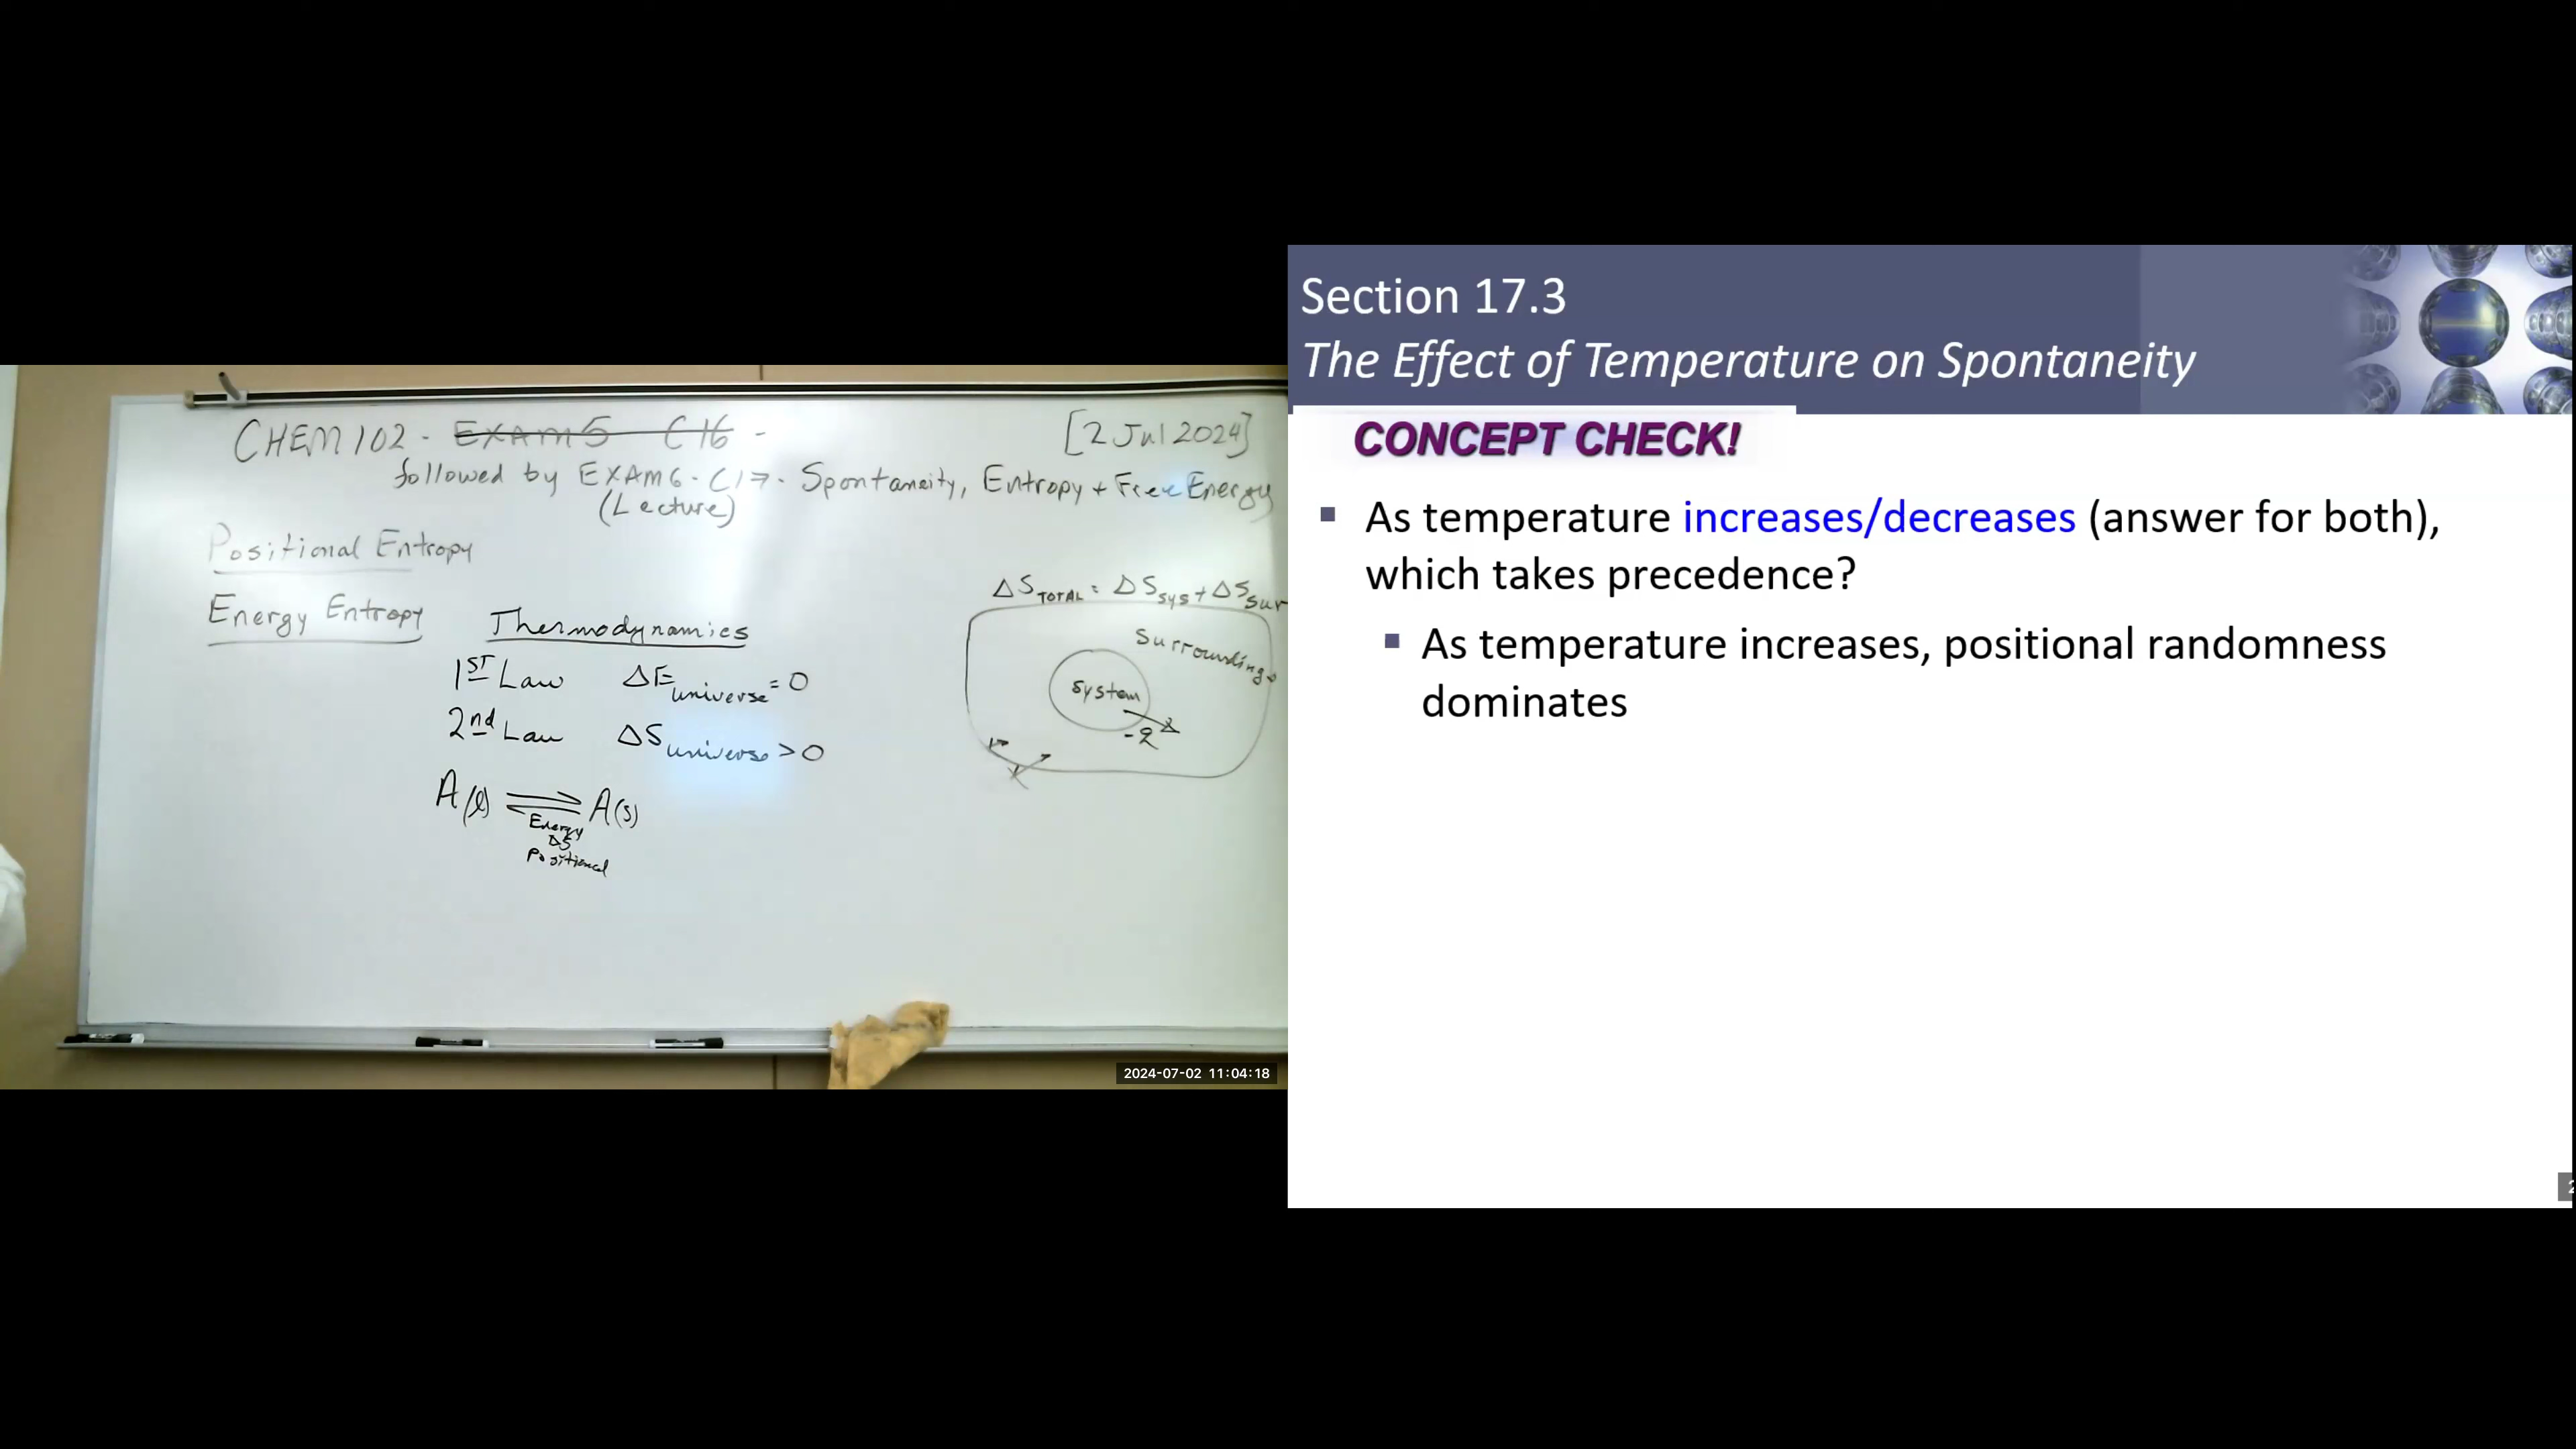 CHEM 102 - EXAM 5 C16 -
[2 Jul 2024]
followed by EXAM 6 - C17 - Spontaneity, Entropy + Free Energy
(Lecture)
Positional Entropy
Energy Entropy
Thermodynamics
1ST Law ΔE universe = 0
2nd Law ΔS universe > 0
A(l) ⇌ A(s)
Energy
ΔS
Positional
ΔS TOTAL = ΔS sys + ΔS sur
Surroundings
System
-q
2024-07-02 11:04:18
Section 17.3
The Effect of Temperature on Spontaneity
CONCEPT CHECK!
▪ As temperature increases/decreases (answer for both),
which takes precedence?
▪ As temperature increases, positional randomness
dominates